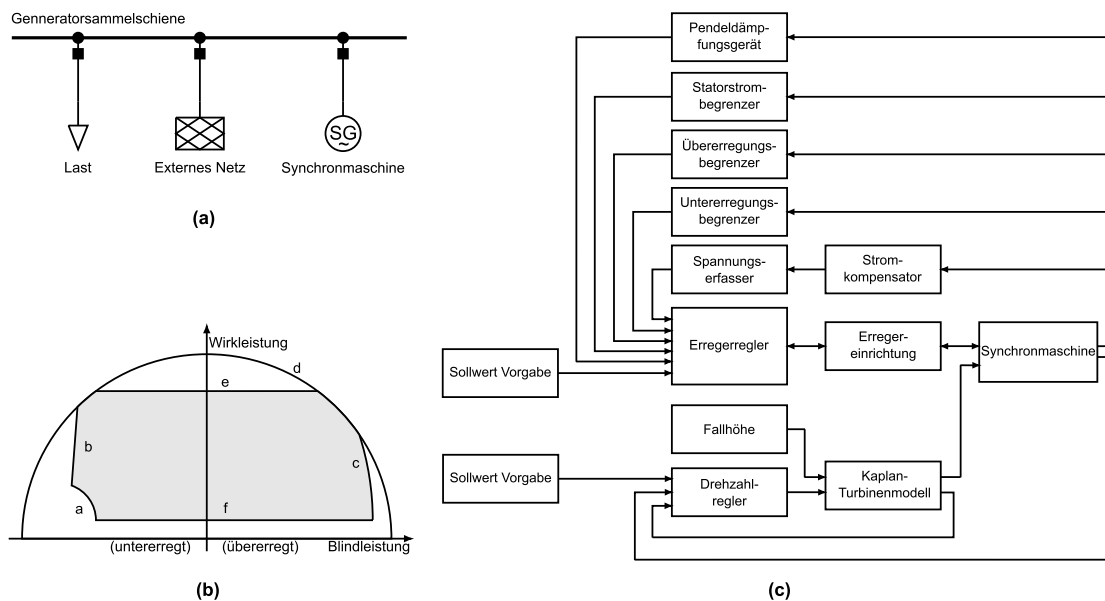 Genneratorsammelschiene
SG
~
Last
Externes Netz
Synchronmaschine
(a)
Wirkleistung
d
e
b
c
a
f
(untererregt)
(übererregt)
Blindleistung
(b)
Pendeldämp-
fungsgerät
Statorstrom-
begrenzer
Übererregungs-
begrenzer
Untererregungs-
begrenzer
Spannungs-
erfasser
Strom-
kompensator
Erregerregler
Erreger-
einrichtung
Synchronmaschine
Sollwert Vorgabe
Fallhöhe
Sollwert Vorgabe
Drehzahl-
regler
Kaplan-
Turbinenmodell
(c)